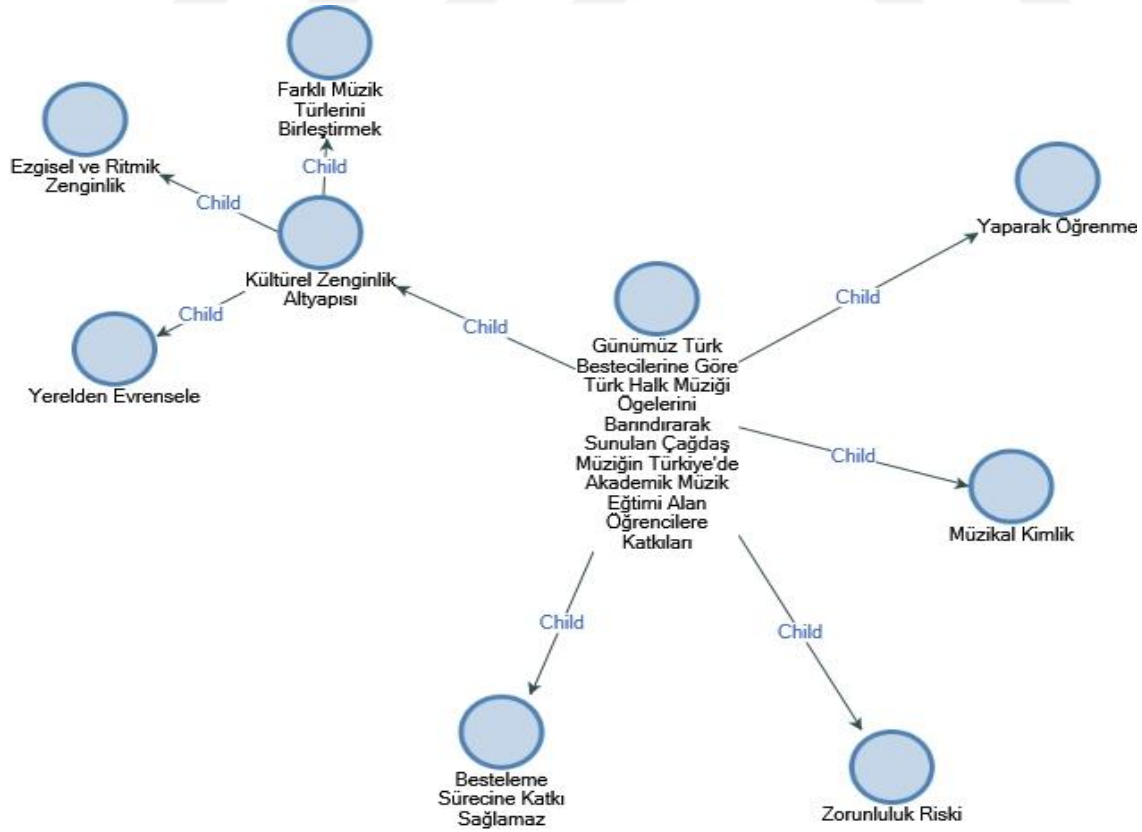 Farklı Müzik
Türlerini
Birleştirmek
Ezgisel ve Ritmik
Zenginlik
Child
Child
Yaparak Öğrenme
Kültürel Zenginlik
Altyapısı
Child
Child
Child
Yerelden Evrensele
Günümüz Türk
Bestecilerine Göre
Türk Halk Müziği
Ögelerini
Barındırarak
Sunulan Çağdaş
Müziğin Türkiye'de
Akademik Müzik
Eğtimi Alan
Öğrencilere
Katkıları
Child
Müzikal Kimlik
Child
Child
Besteleme
Sürecine Katkı
Sağlamaz
Zorunluluk Riski